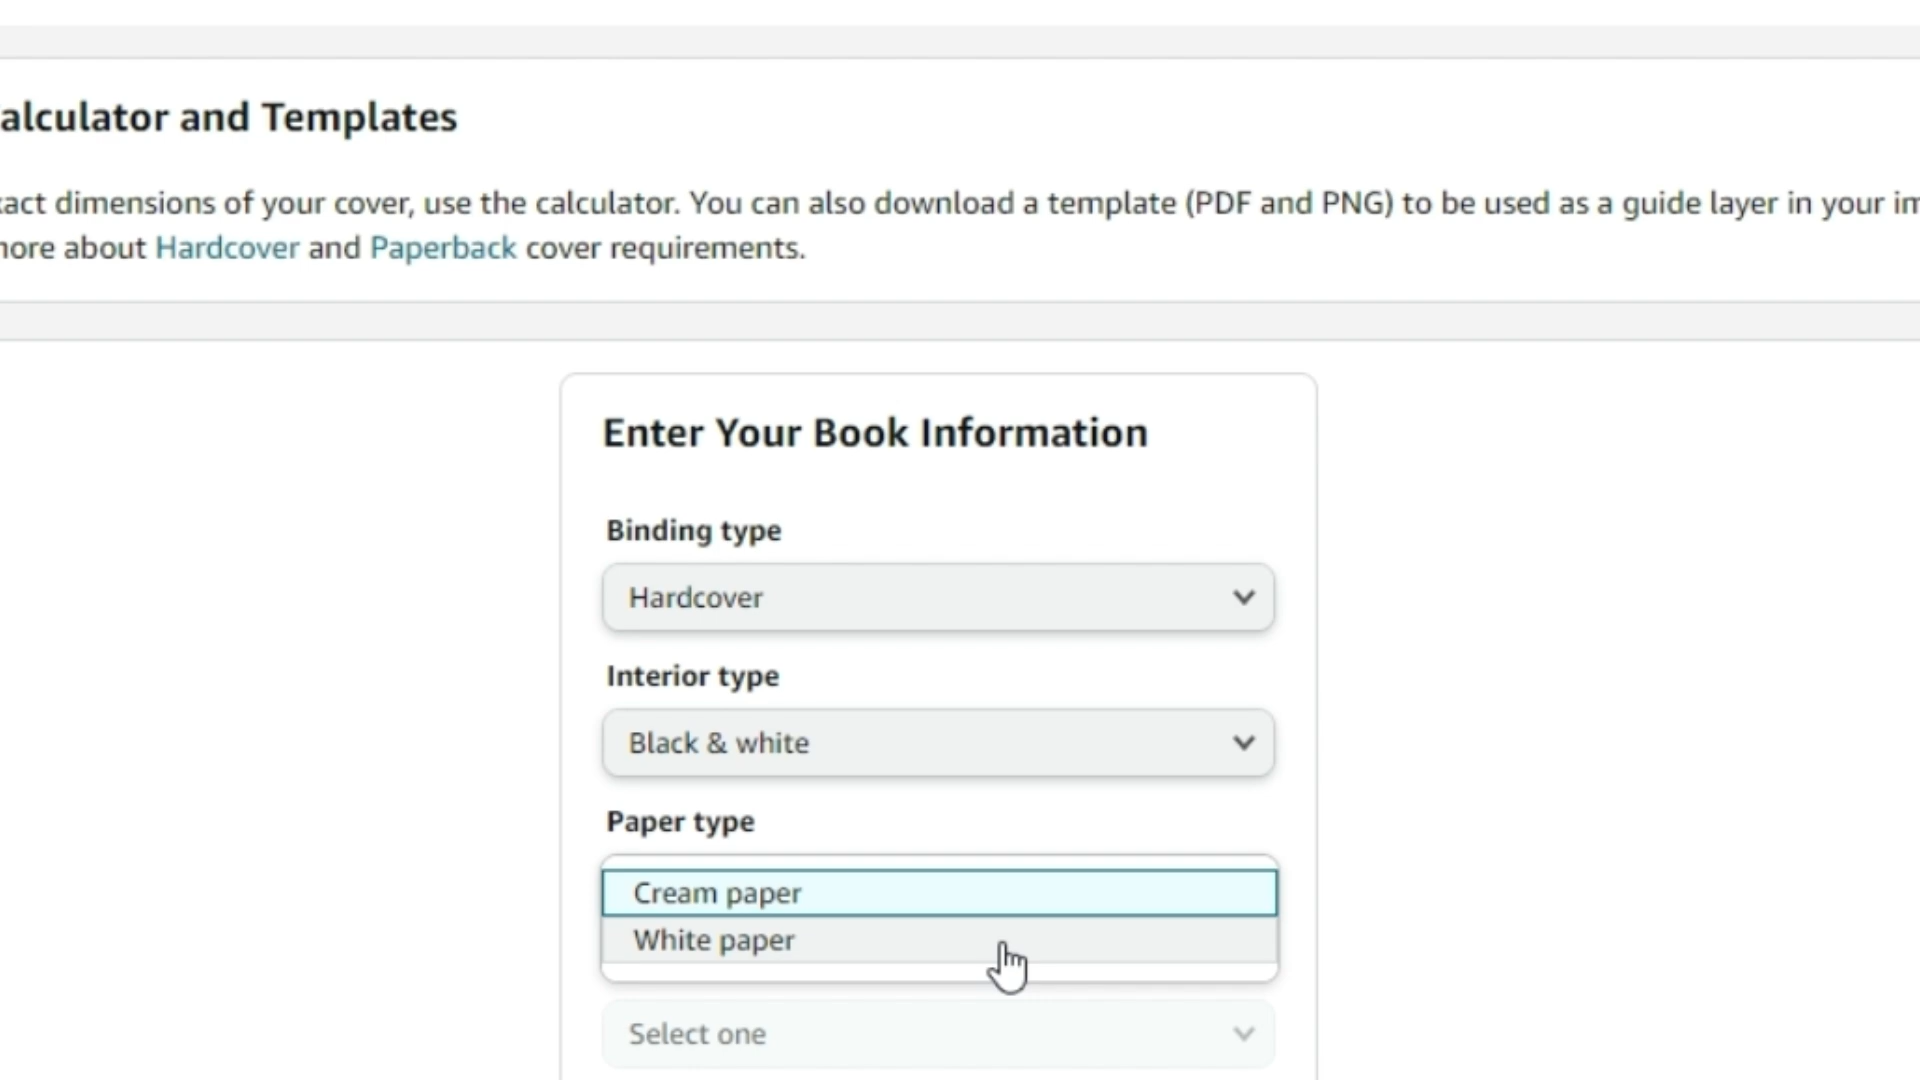 alculator and Templates
act dimensions of your cover, use the calculator. You can also download a template (PDF and PNG) to be used as a guide layer in your im
more about Hardcover and Paperback cover requirements.
Enter Your Book Information
Binding type
Hardcover
Interior type
Black & white
Paper type
Cream paper
White paper
Select one